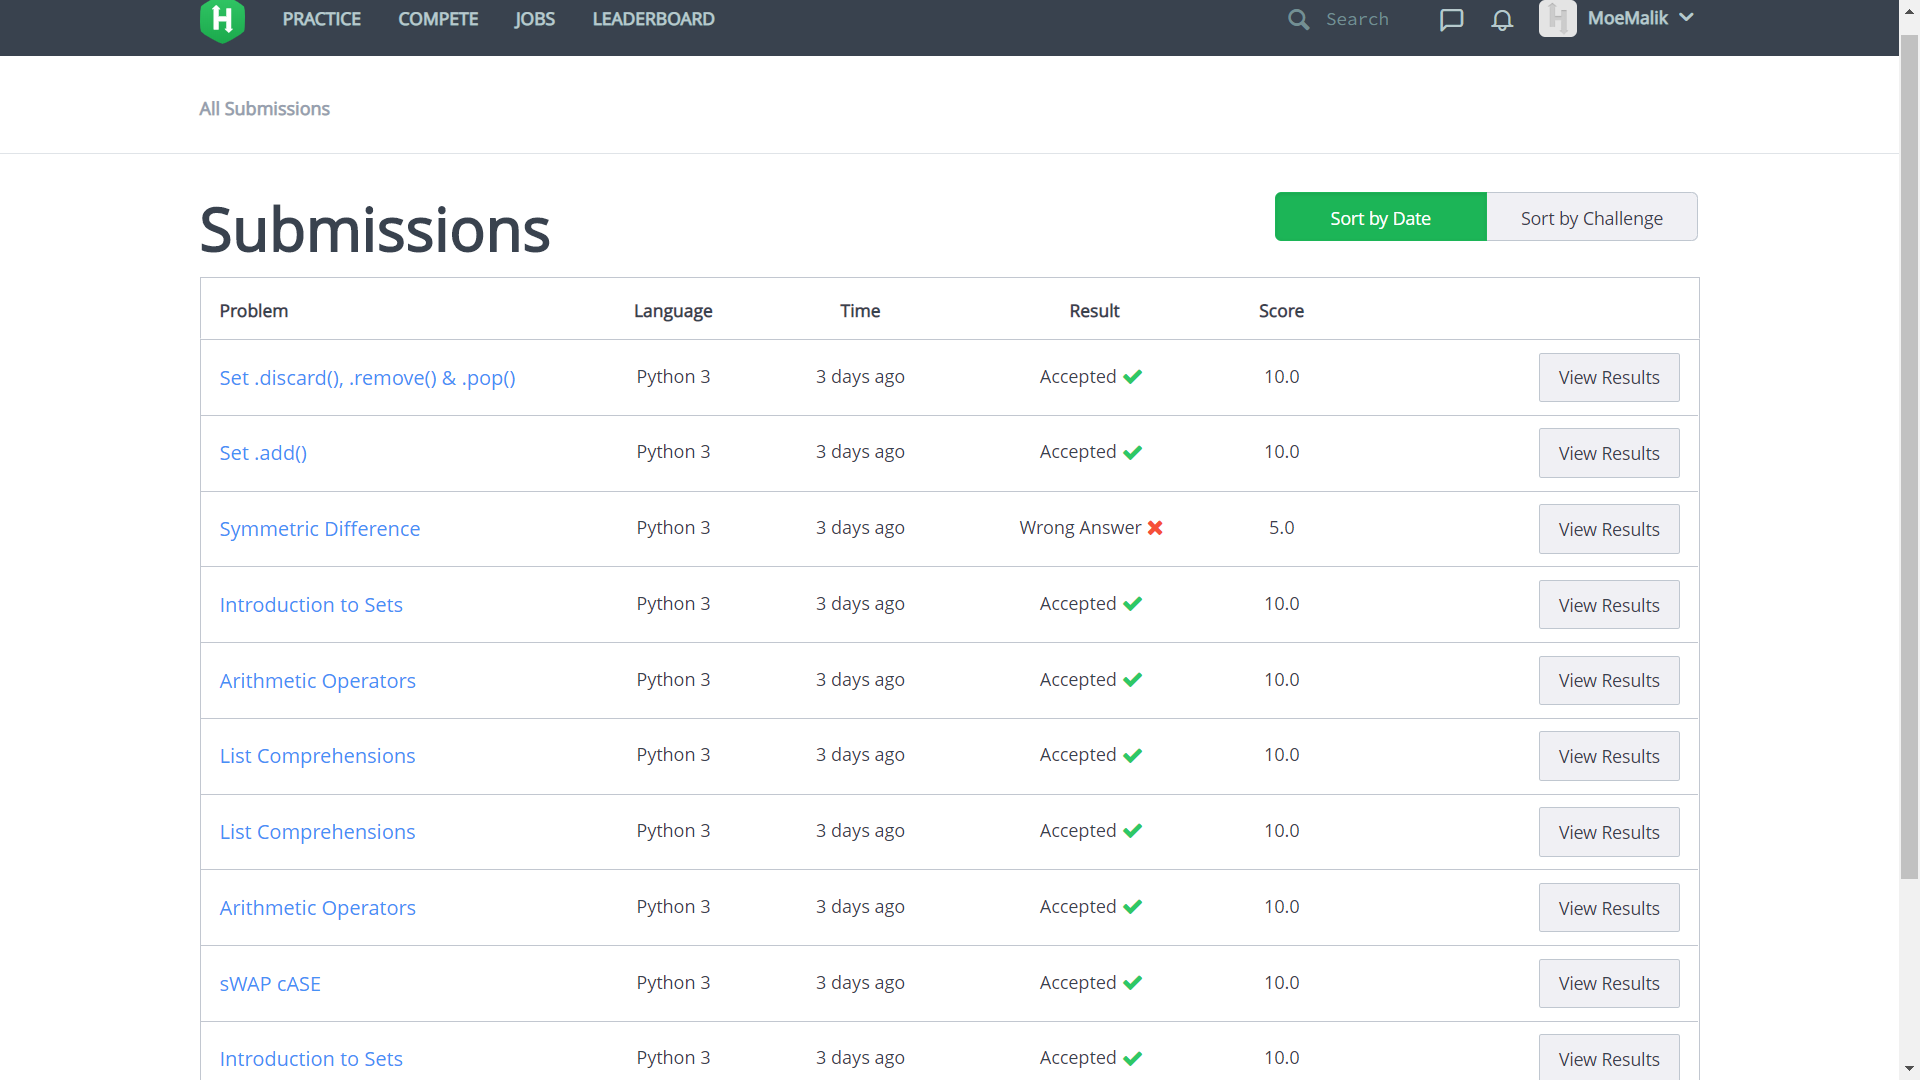 PRACTICE COMPETE JOBS LEADERBOARD Search MoeMalik
All Submissions
Submissions
Sort by Date Sort by Challenge
Problem Language Time Result Score
Set .discard(), .remove() & .pop() Python 3 3 days ago Accepted 10.0 View Results
Set .add() Python 3 3 days ago Accepted 10.0 View Results
Symmetric Difference Python 3 3 days ago Wrong Answer 5.0 View Results
Introduction to Sets Python 3 3 days ago Accepted 10.0 View Results
Arithmetic Operators Python 3 3 days ago Accepted 10.0 View Results
List Comprehensions Python 3 3 days ago Accepted 10.0 View Results
List Comprehensions Python 3 3 days ago Accepted 10.0 View Results
Arithmetic Operators Python 3 3 days ago Accepted 10.0 View Results
sWAP cASE Python 3 3 days ago Accepted 10.0 View Results
Introduction to Sets Python 3 3 days ago Accepted 10.0 View Results